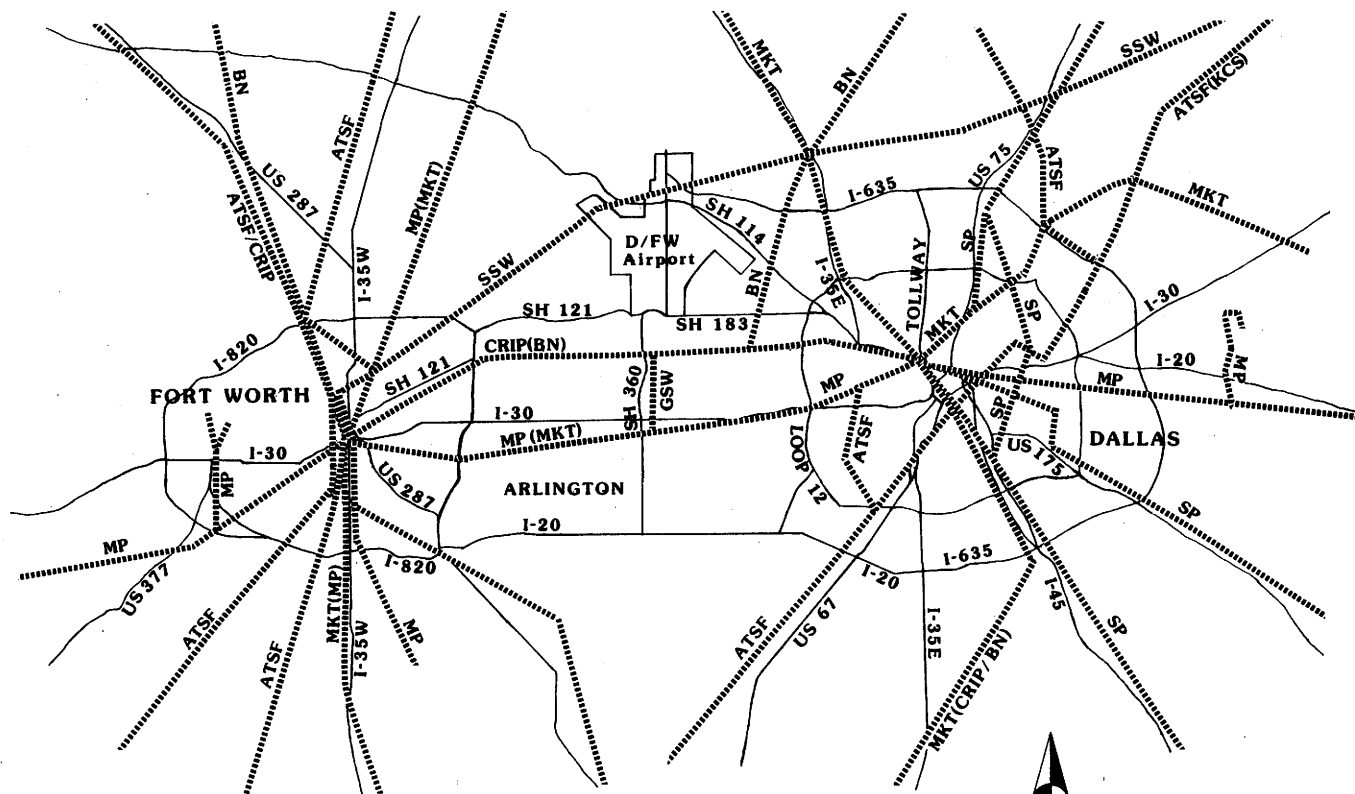 BN
MKT
BN
SSW
ATSF(KCS)
ATSF
US 287
MP(MKT)
US 75
ATSF
I-635
MKT
ATSF/CRIP
SH 114
D/FW
Airport
SP
I-35W
SSW
BN
I-35E
TOLLWAY
SP
I-30
SH 121
SH 183
MKT
I-820
CRIP(BN)
I-20
SH 121
SH 360
GSW
MP
MP
MP
FORT WORTH
I-30
SP
MP (MKT)
ATSF
LOOP 12
US 175
DALLAS
I-30
MP
US 287
ARLINGTON
SP
I-20
MP
I-820
I-20
I-635
US 377
MKT(MP)
I-45
ATSF
MP
ATSF
US 67
I-35E
SP
ATSF
I-35W
MKT(CRIP/BN)